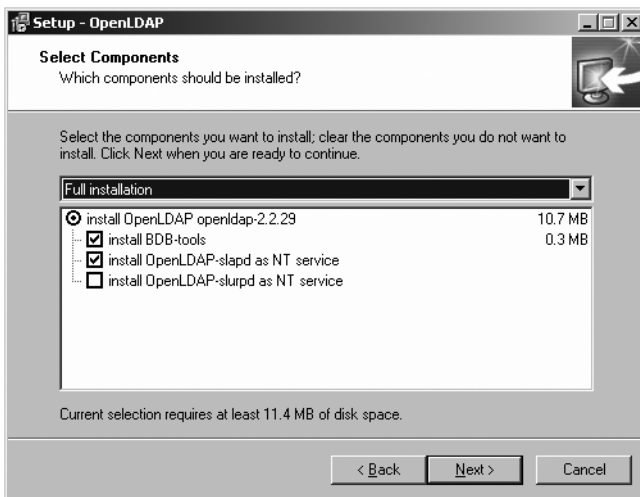 Setup - OpenLDAP
Select Components
Which components should be installed?
Select the components you want to install; clear the components you do not want to
install. Click Next when you are ready to continue.
Full installation
install OpenLDAP openldap-2.2.29 10.7 MB
install BDB-tools 0.3 MB
install OpenLDAP-slapd as NT service
install OpenLDAP-slurpd as NT service
Current selection requires at least 11.4 MB of disk space.
< Back Next > Cancel